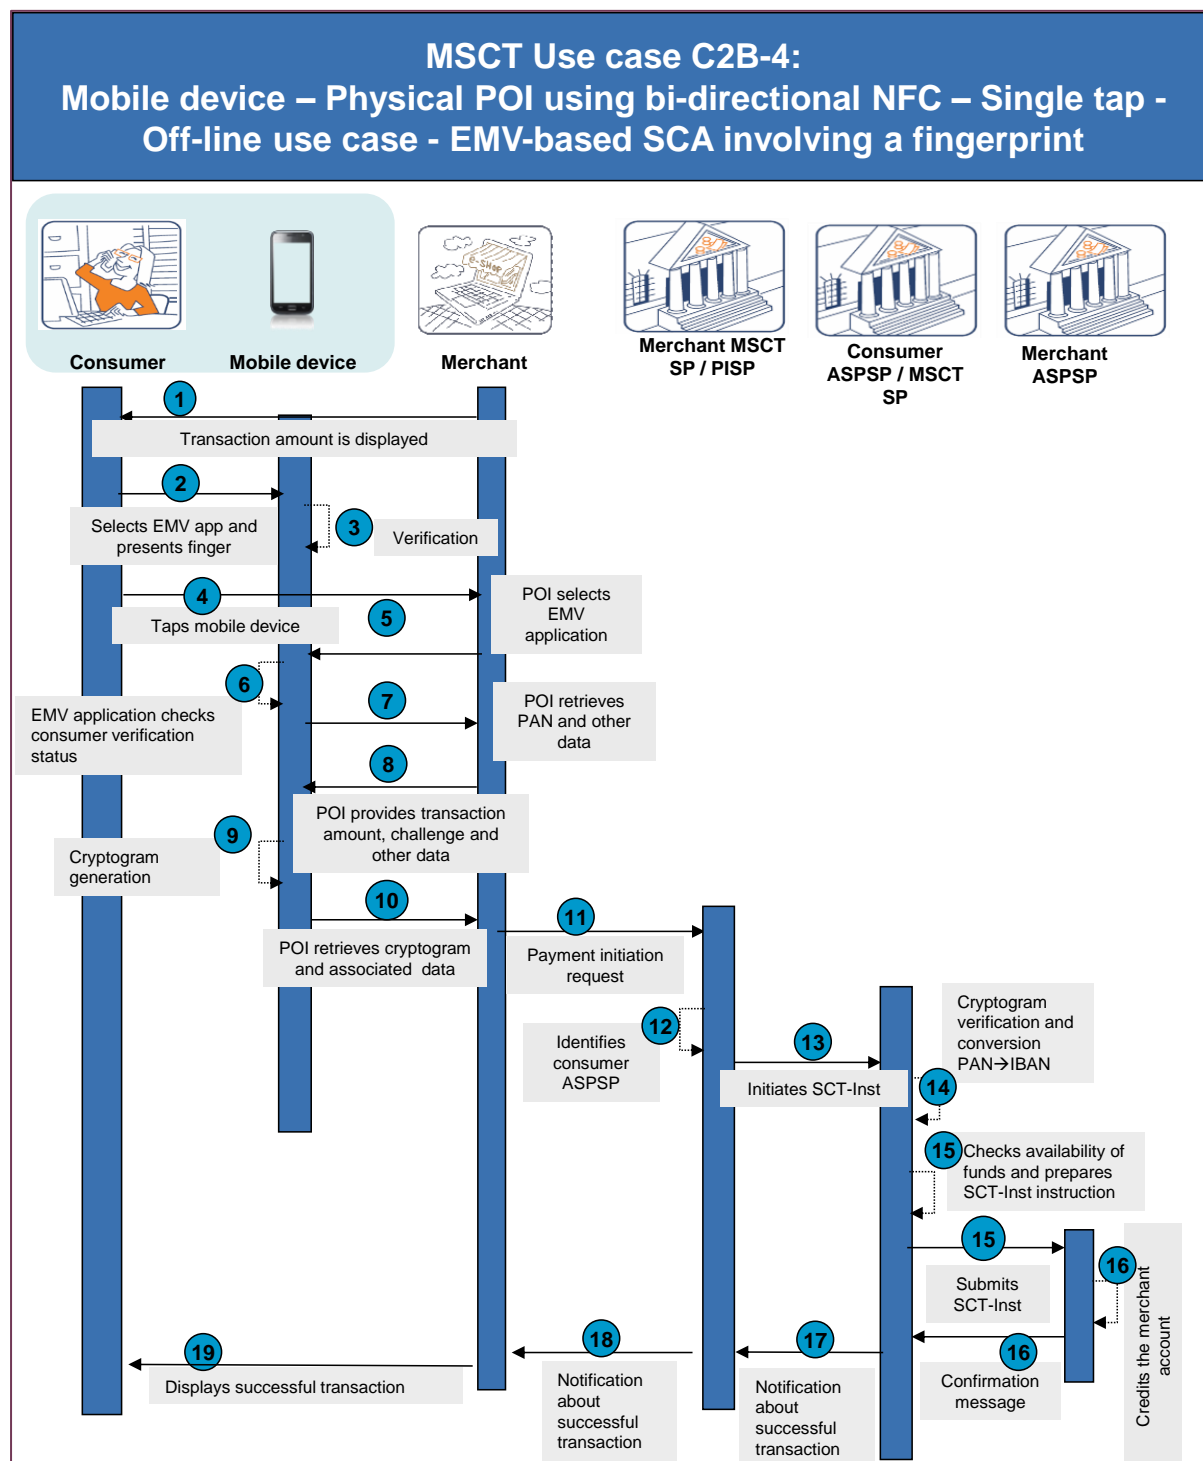 MSCT Use case C2B-4:
Mobile device – Physical POI using bi-directional NFC – Single tap -
Off-line use case - EMV-based SCA involving a fingerprint
e-SHOP
Consumer
Mobile device
Merchant
Merchant MSCT
SP / PISP
Consumer
ASPSP / MSCT
SP
Merchant
ASPSP
1
Transaction amount is displayed
2
Selects EMV app and
presents finger
3
Verification
4
Taps mobile device
5
POI selects
EMV
application
6
EMV application checks
consumer verification
status
7
POI retrieves
PAN and other
data
8
POI provides transaction
amount, challenge and
other data
9
Cryptogram
generation
10
POI retrieves cryptogram
and associated data
11
Payment initiation
request
12
Identifies
consumer
ASPSP
13
Initiates SCT-Inst
Cryptogram
verification and
conversion
PAN→IBAN
14
15
Checks availability of
funds and prepares
SCT-Inst instruction
15
Submits
SCT-Inst
16
Credits the merchant
account
16
Confirmation
message
17
Notification
about
successful
transaction
18
Notification
about
successful
transaction
19
Displays successful transaction